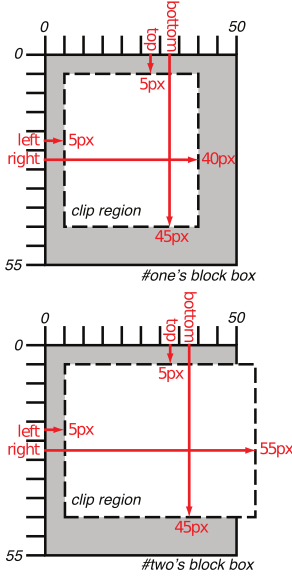 0 50
0
top
bottom
5px
left
5px
right
40px
clip region
45px
55
#one's block box
0 50
0
top
bottom
5px
left
5px
right
55px
clip region
45px
55
#two's block box